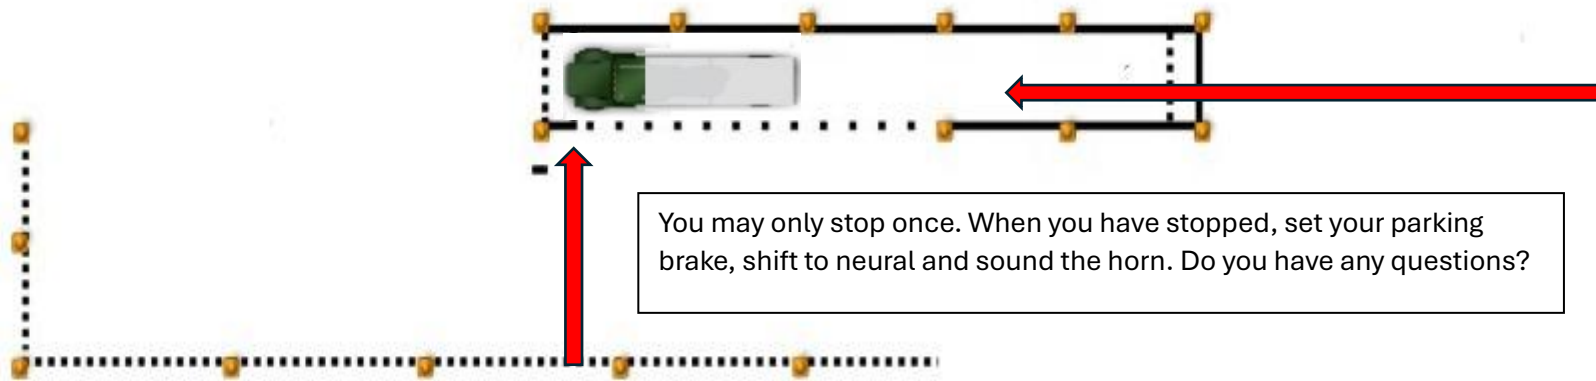 You may only stop once. When you have stopped, set your parking
brake, shift to neural and sound the horn. Do you have any questions?